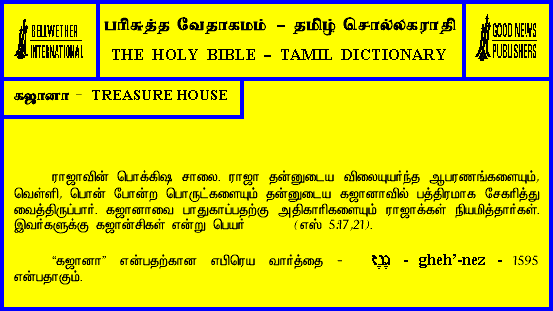 BELLWETHER
INTERNATIONAL
பரிசுத்த வேதாகமம் – தமிழ் சொல்லகராதி
THE HOLY BIBLE – TAMIL DICTIONARY
GOOD NEWS
PUBLISHERS
கஜானா - TREASURE HOUSE
ராஜாவின் பொக்கிஷ சாலை. ராஜா தன்னுடைய விலையுயர்ந்த ஆபரணங்களையும்,
வெள்ளி, பொன் போன்ற பொருட்களையும் தன்னுடைய கஜானாவில் பத்திரமாக சேகரித்து
வைத்திருப்பார். கஜானாவை பாதுகாப்பதற்கு அதிகாரிகளையும் ராஜாக்கள் நியமித்தார்கள்.
இவர்களுக்கு கஜான்சிகள் என்று பெயர் (எஸ் 5:17,21).
“கஜானா” என்பதற்கான எபிரெய வார்த்தை - - gheh’-nez - 1595
என்பதாகும்.